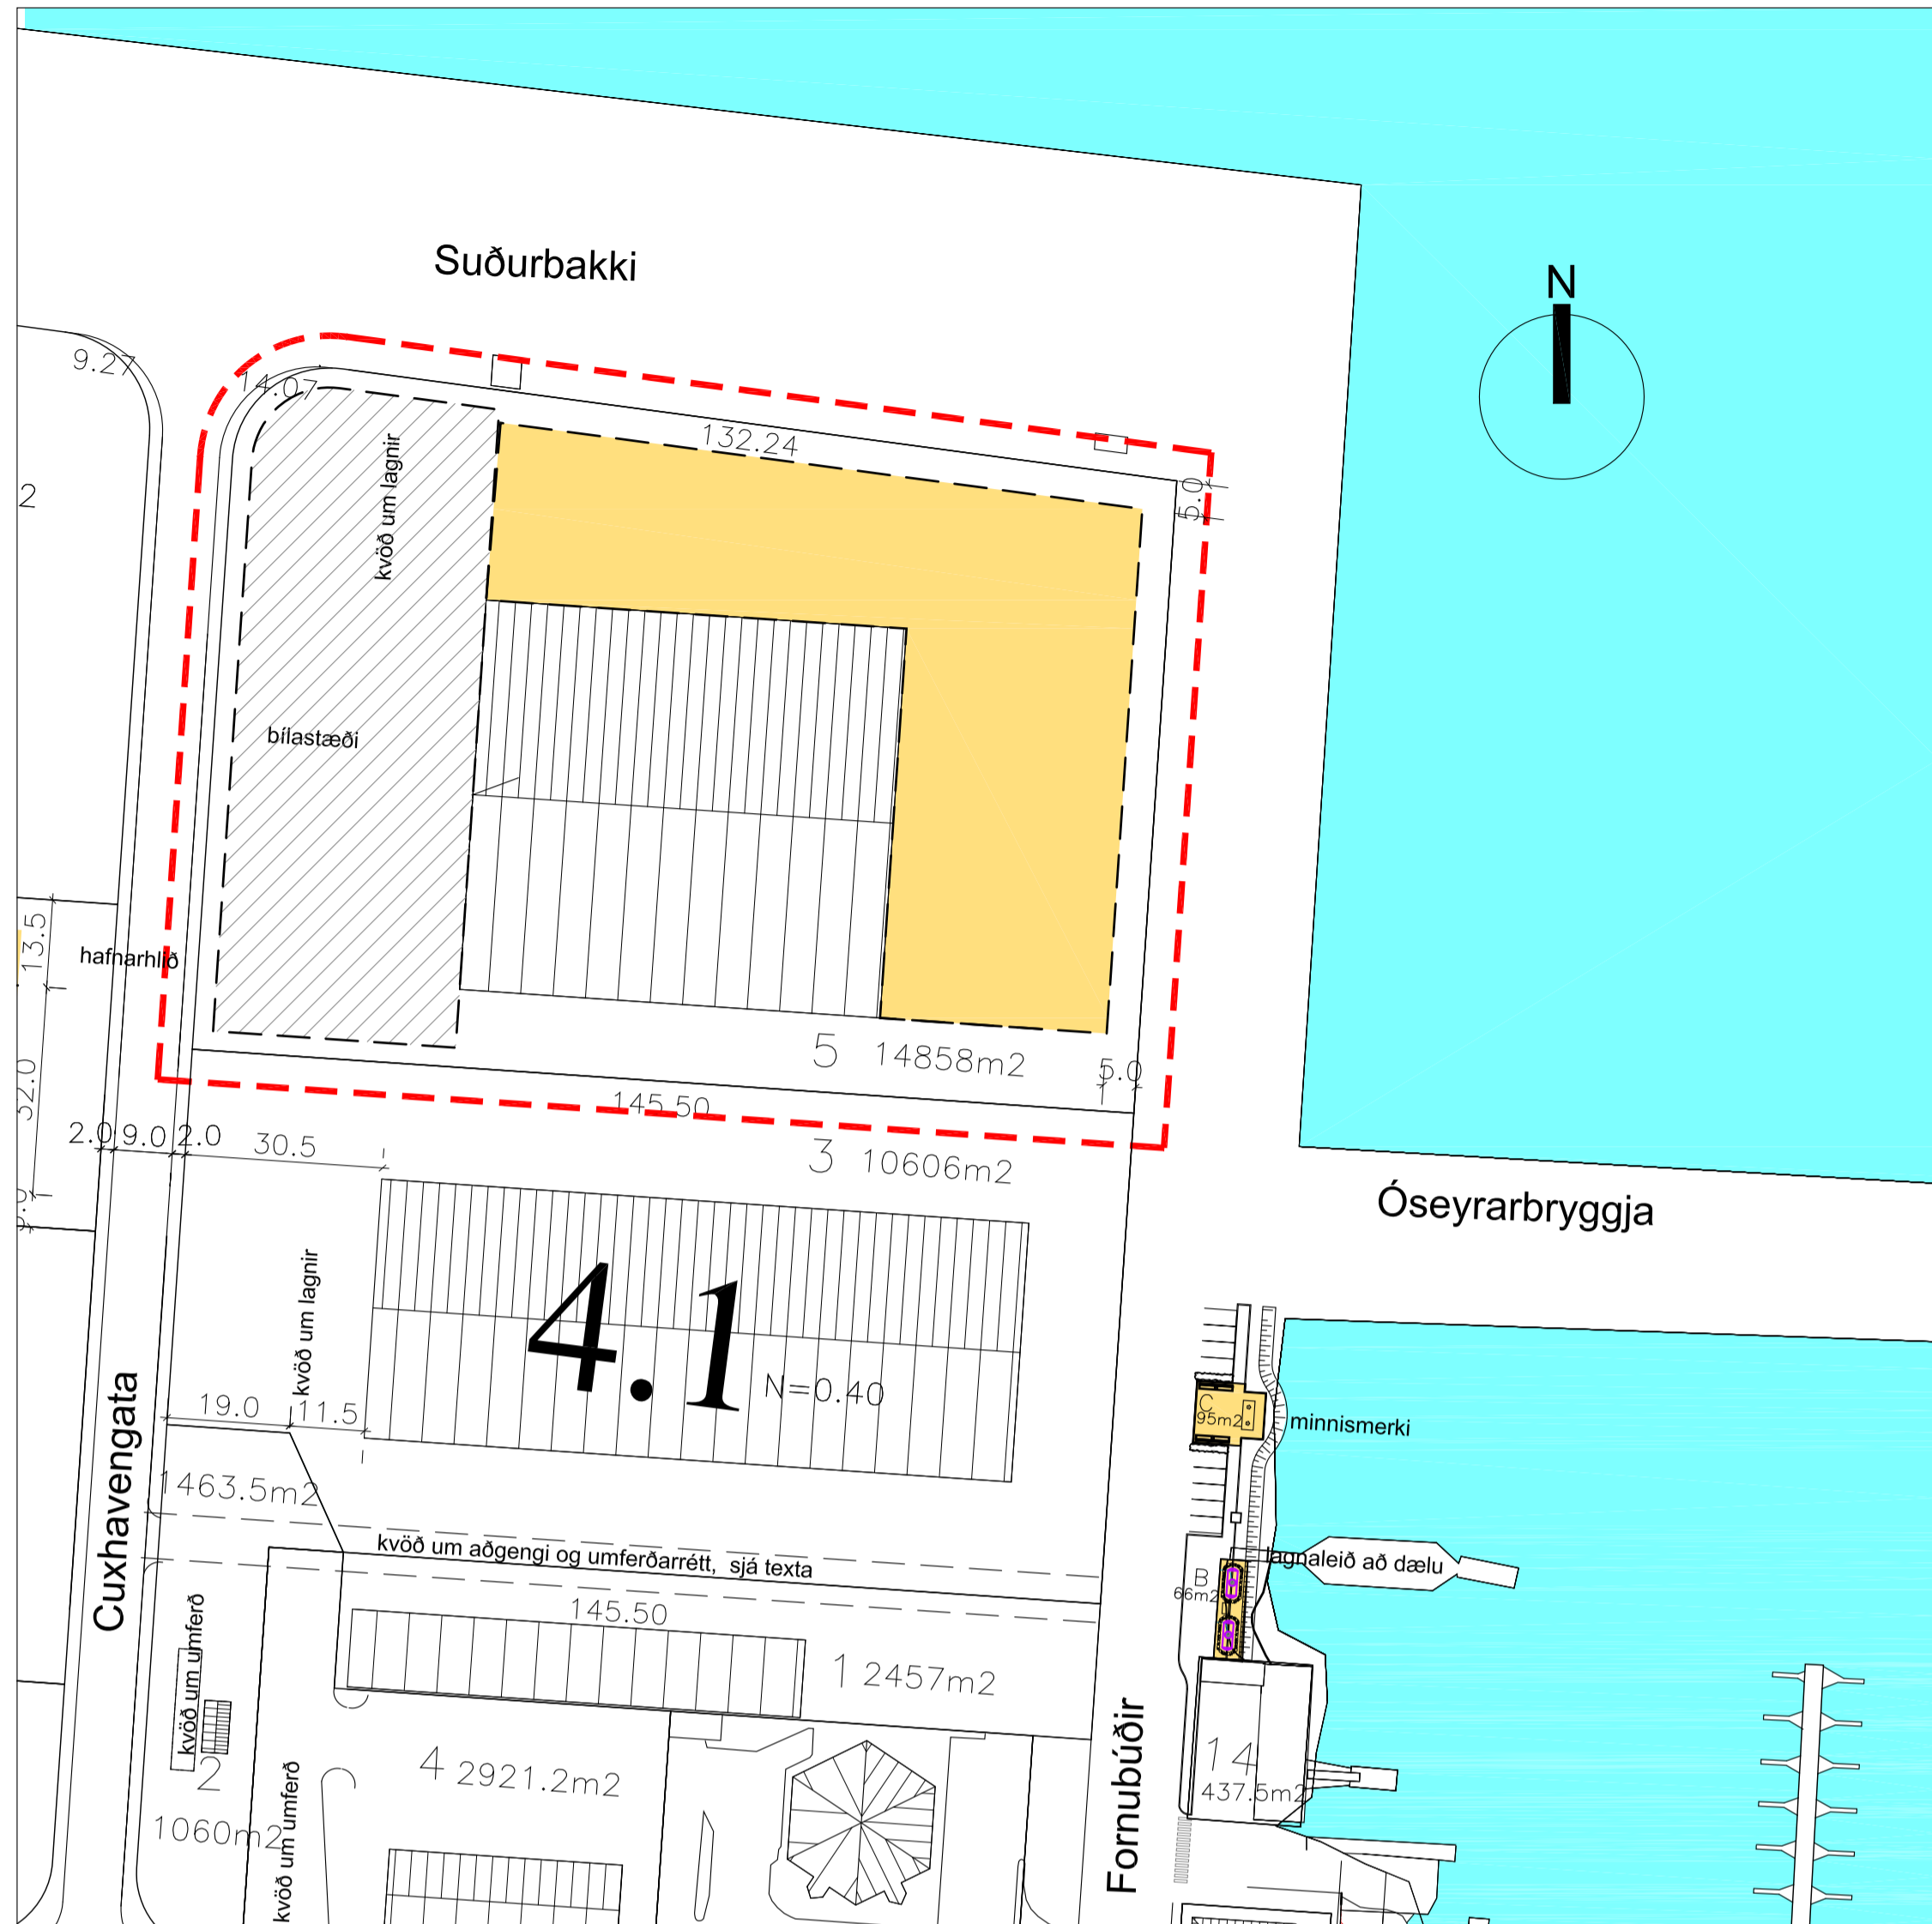 Suðurbakki
N
9.27
14.07
132.24
kvöð um lagnir
5.0
2
bílastæði
13.5
hafnarhlið
5 14858m2
5.0
145.50
2.0 9.0 2.0
30.5
3 10606m2
Óseyrarbryggja
kvöð um lagnir
4.1
N=0.40
19.0
11.5
C
95m2
minnismerki
1463.5m2
Cuxhavengata
kvöð um aðgengi og umferðarrétt, sjá texta
lagnaleið að dælu
B
66m2
145.50
kvöð um umferð
1 2457m2
Fornubúðir
14
437.5m2
4 2921.2m2
2
1060m2
kvöð um umferð